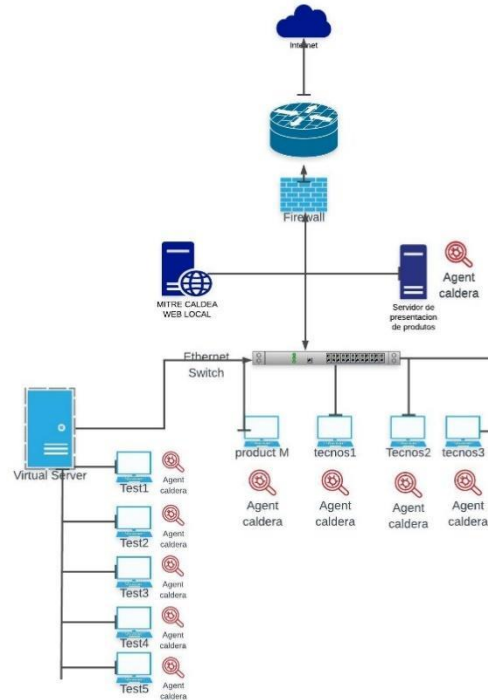 Internet
Firewall
MITRE CALDEA
WEB LOCAL
Servidor de
presentacion
de produtos
Agent
caldera
Ethernet
Switch
Virtual Server
product M
tecnos1
Tecnos2
tecnos3
Agent
caldera
Agent
caldera
Agent
caldera
Agent
caldera
Test1
Agent
caldera
Test2
Agent
caldera
Test3
Agent
caldera
Test4
Agent
caldera
Test5
Agent
caldera